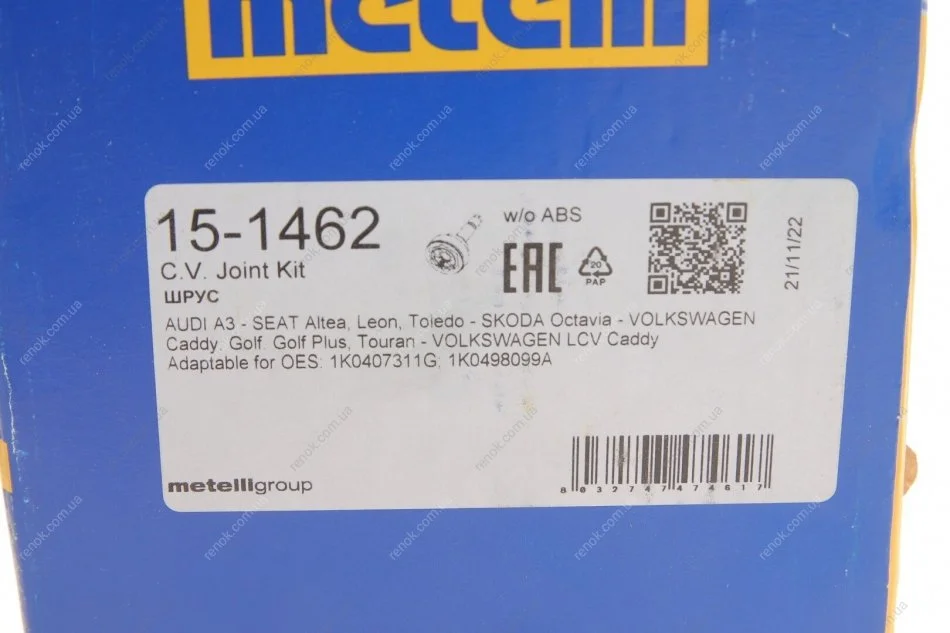 metelli
15-1462
w/o ABS
C.V. Joint Kit
ШРУС
EAC
20
PAP
21/11/22
AUDI A3 - SEAT Altea, Leon, Toledo - SKODA Octavia - VOLKSWAGEN
Caddy, Golf, Golf Plus, Touran - VOLKSWAGEN LCV Caddy
Adaptable for OES: 1K0407311G; 1K0498099A
metelligroup
8032747474617
renok.com.ua